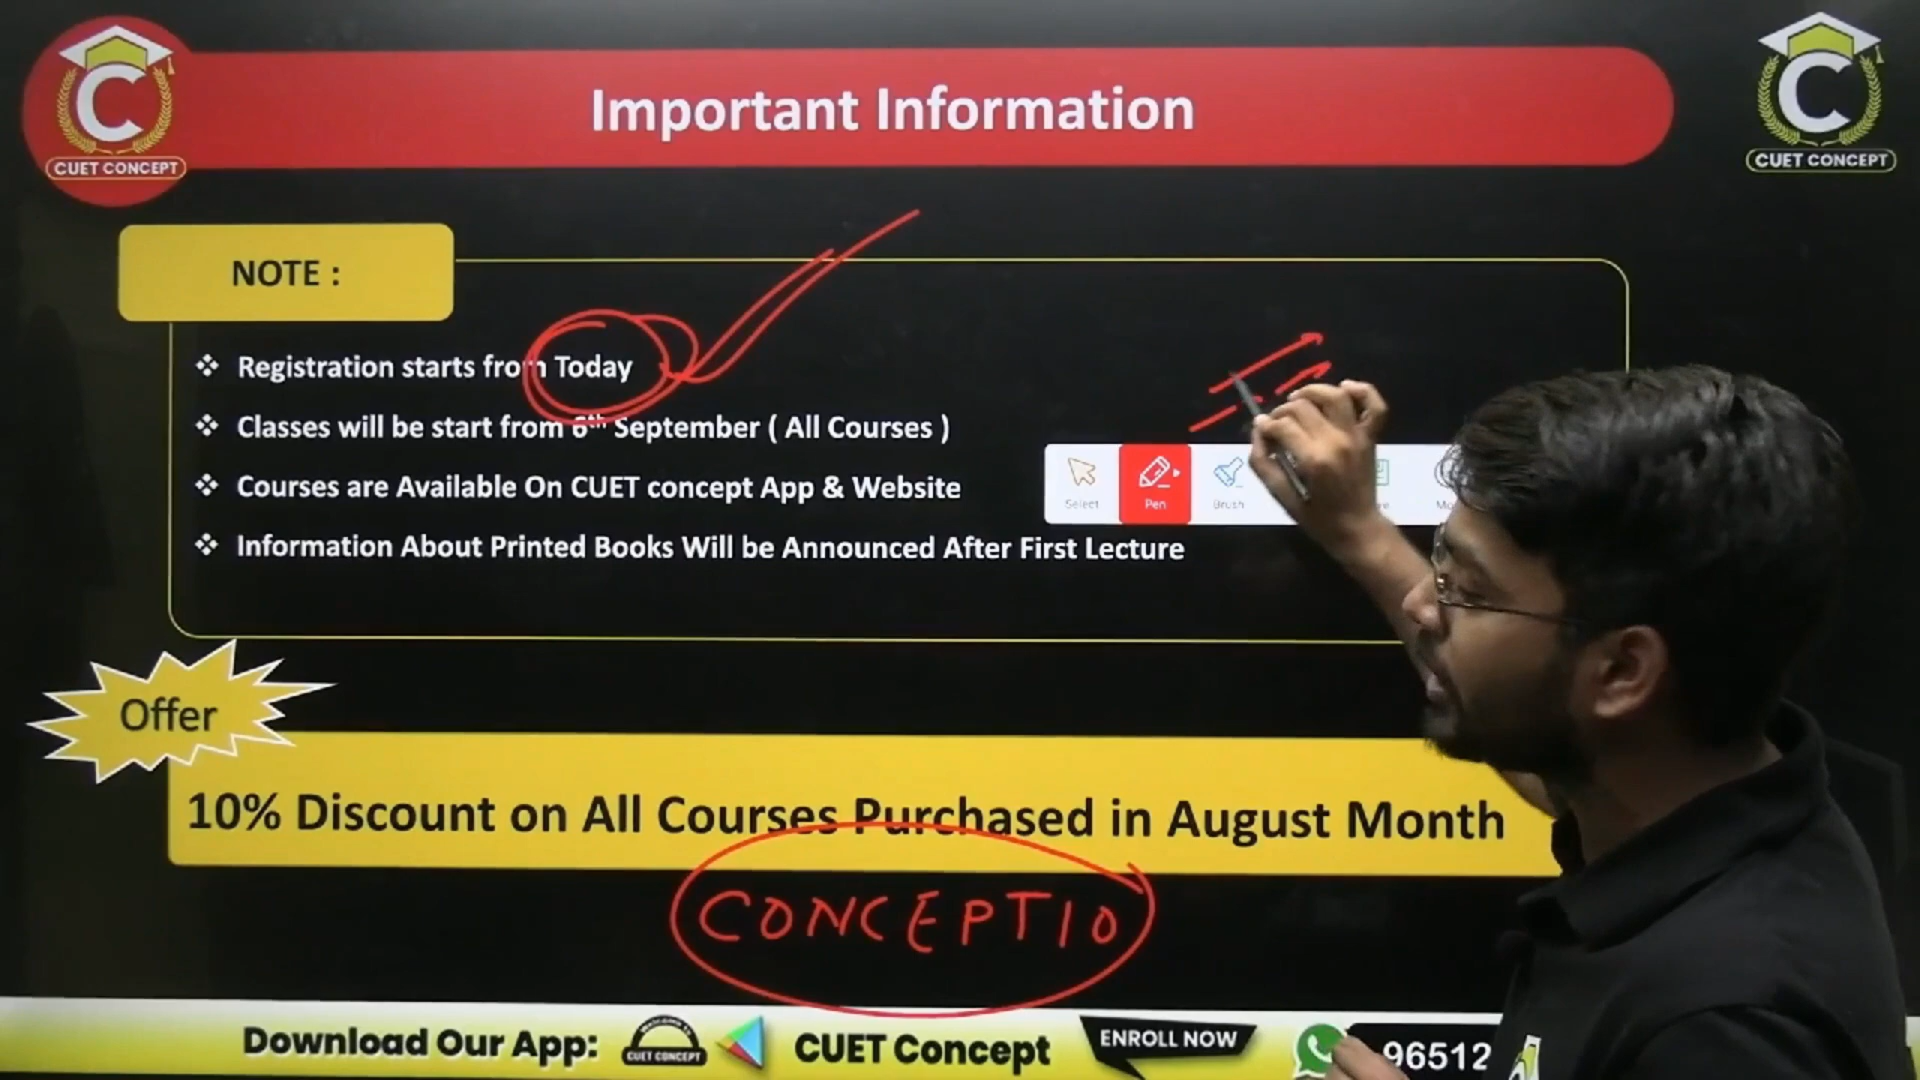 CUET CONCEPT
Important Information
CUET CONCEPT
NOTE :
❖ Registration starts from Today
❖ Classes will be start from 6th September ( All Courses )
❖ Courses are Available On CUET concept App & Website
❖ Information About Printed Books Will be Announced After First Lecture
Select Pen Brush
Offer
10% Discount on All Courses Purchased in August Month
CONCEPT10
Download Our App: CUET CONCEPT CUET Concept ENROLL NOW 96512